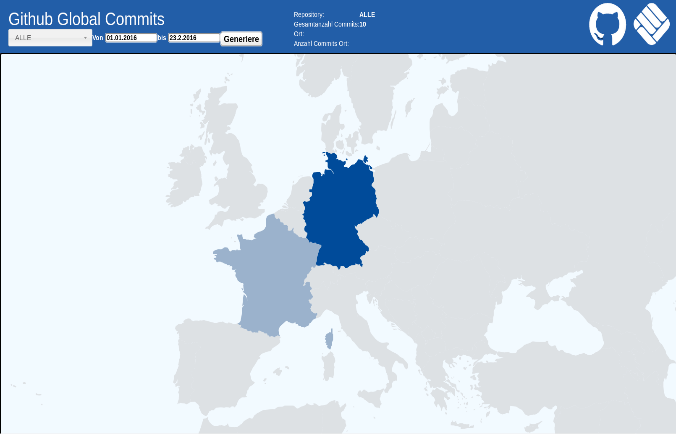 Github Global Commits
ALLE Von 01.01.2016 bis 23.2.2016 Generiere
Repository: ALLE
Gesamtanzahl Commits: 10
Ort:
Anzahl Commits Ort: